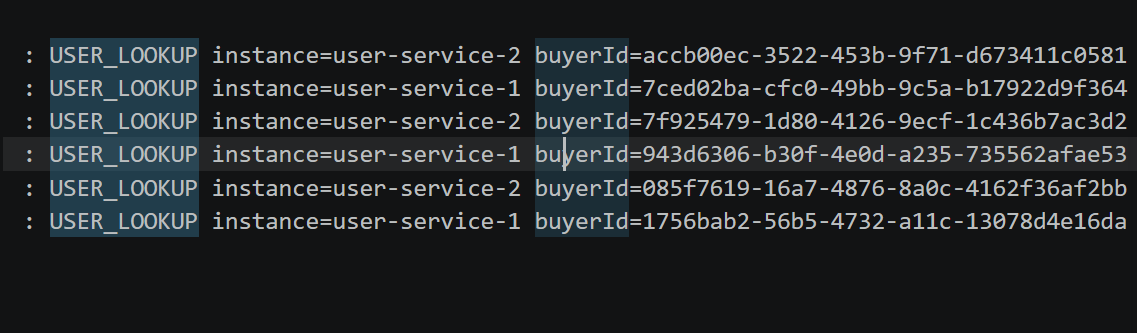 : USER_LOOKUP instance=user-service-2 buyerId=accb00ec-3522-453b-9f71-d673411c0581
: USER_LOOKUP instance=user-service-1 buyerId=7ced02ba-cfc0-49bb-9c5a-b17922d9f364
: USER_LOOKUP instance=user-service-2 buyerId=7f925479-1d80-4126-9ecf-1c436b7ac3d2
: USER_LOOKUP instance=user-service-1 buyerId=943d6306-b30f-4e0d-a235-735562afae53
: USER_LOOKUP instance=user-service-2 buyerId=085f7619-16a7-4876-8a0c-4162f36af2bb
: USER_LOOKUP instance=user-service-1 buyerId=1756bab2-56b5-4732-a11c-13078d4e16da